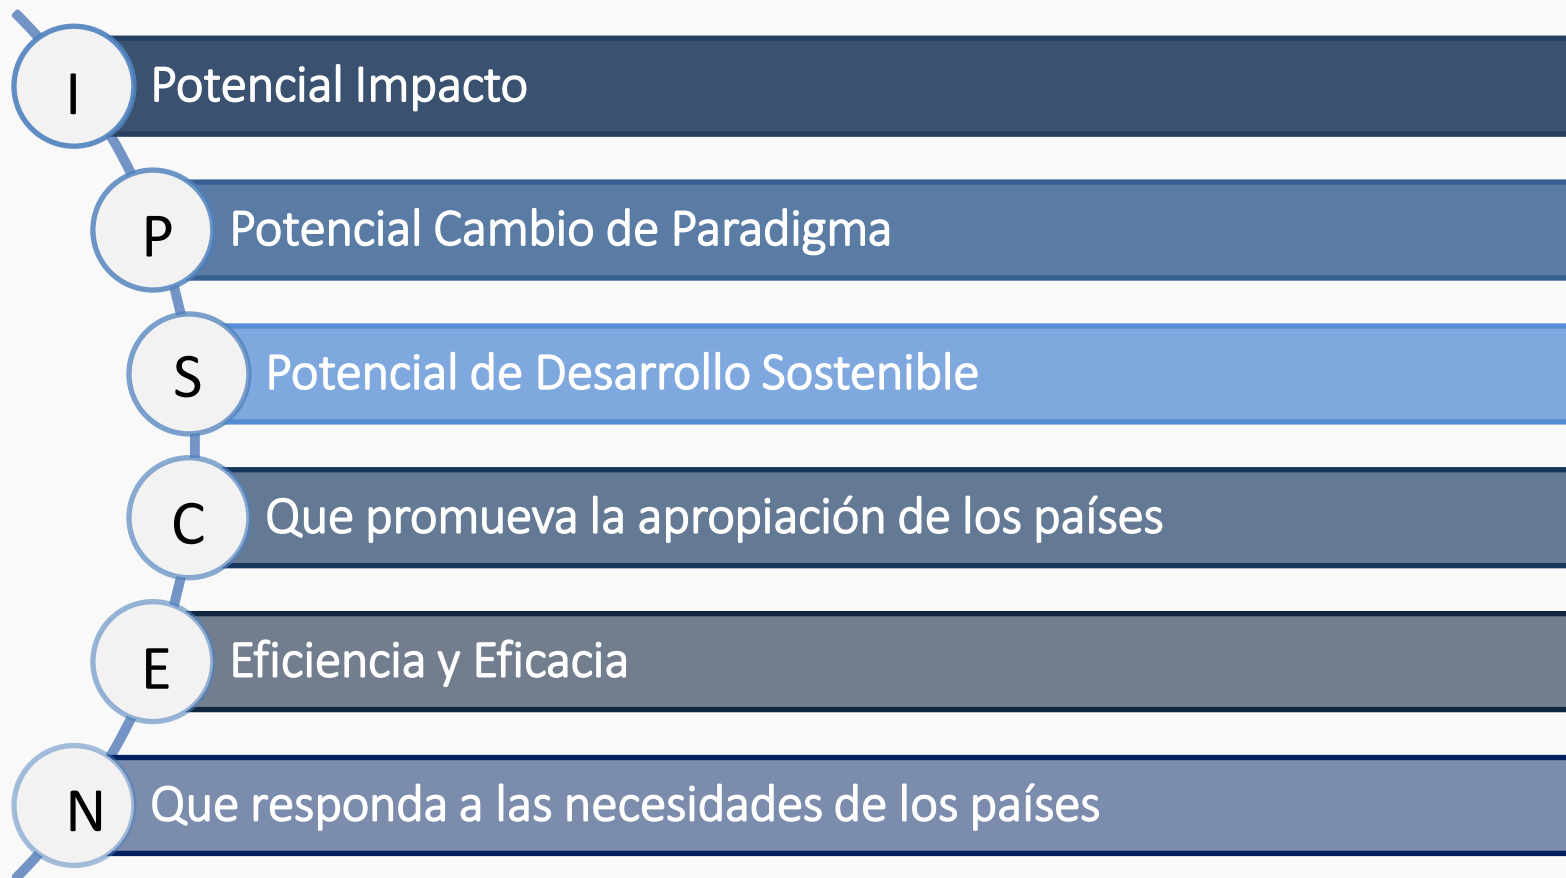 I Potencial Impacto
P Potencial Cambio de Paradigma
S Potencial de Desarrollo Sostenible
C Que promueva la apropiación de los países
E Eficiencia y Eficacia
N Que responda a las necesidades de los países